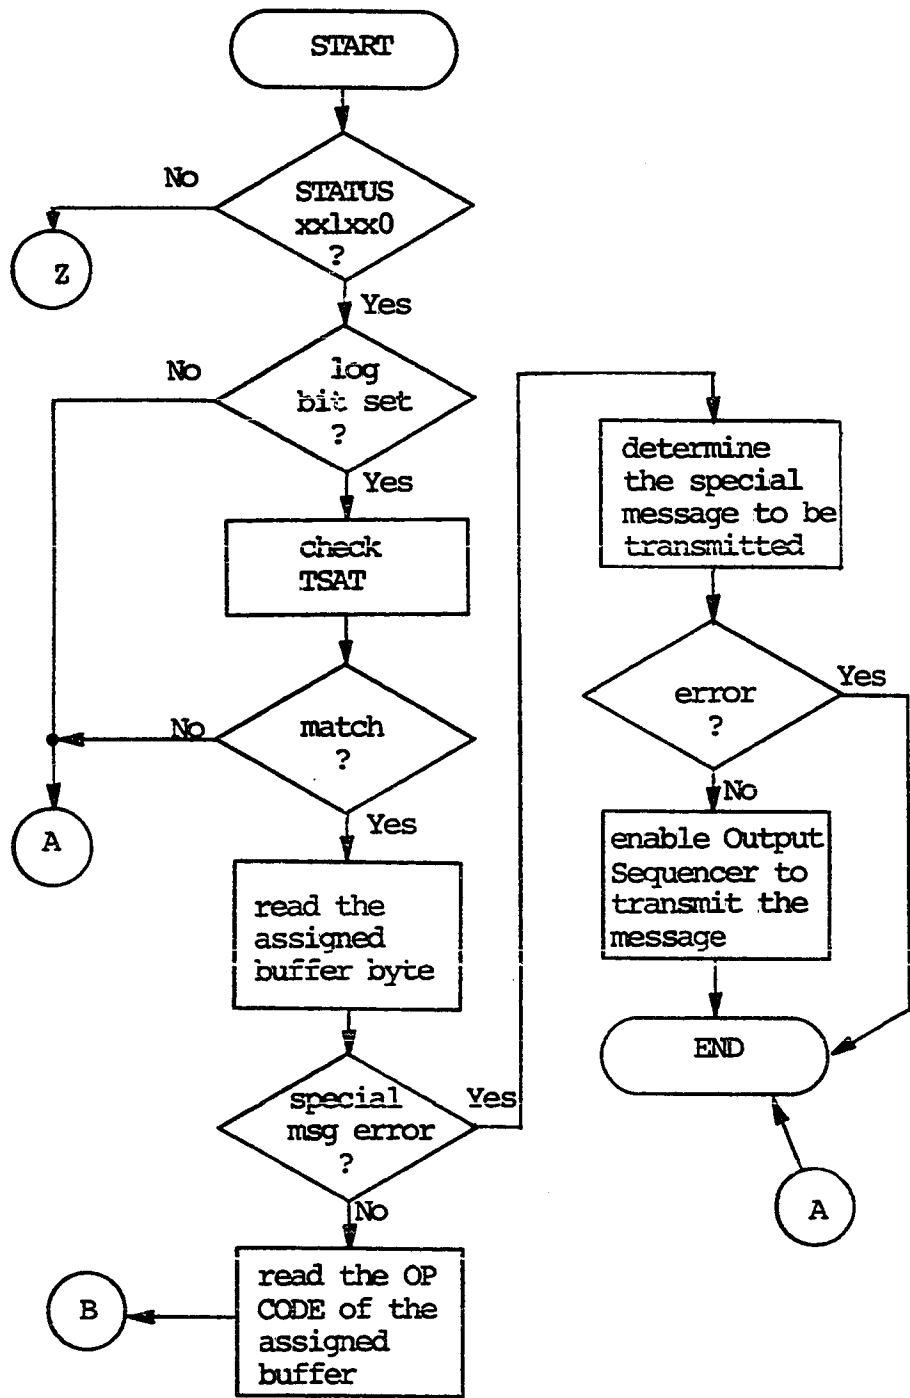 START
No
STATUS
xx1xx0
?
Z
Yes
No
log
bit set
?
Yes
check
TSAT
No
match
?
A
Yes
read the
assigned
buffer byte
special
msg error
?
Yes
No
read the OP
CODE of the
assigned
buffer
B
determine
the special
message to be
transmitted
error
?
Yes
No
enable Output
Sequencer to
transmit the
message
END
A